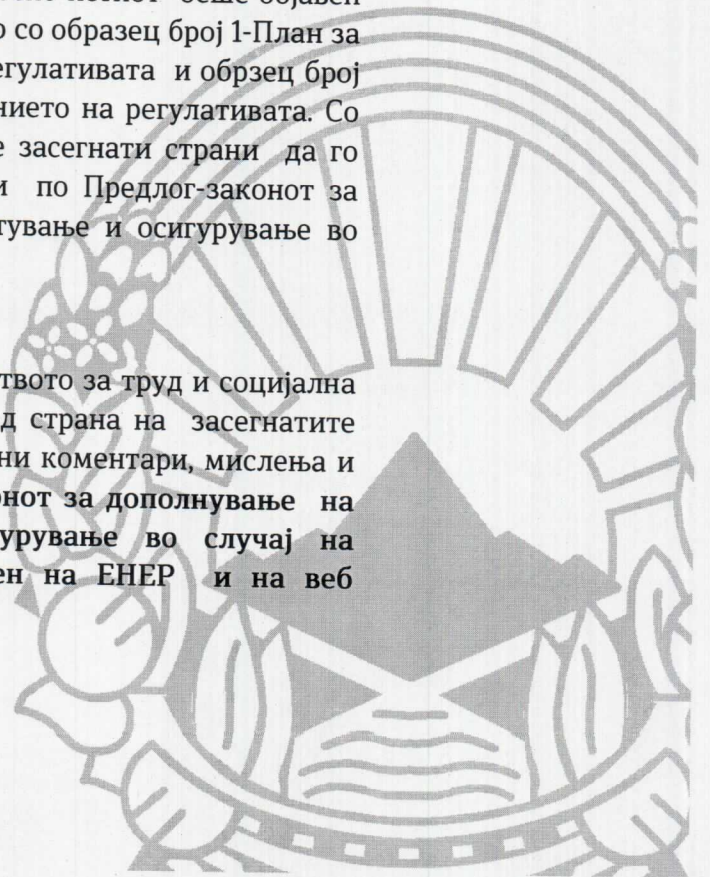 беше објавен
со образец број 1-План за
егулативата и обрзец број
нието на регулативата. Со
е засегнати страни да го
и по Предлог-законот за
тување и осигурување во
твото за труд и социјална
д страна на засегнатите
ни коментари, мислења и
онот за дополнување на
урување во случај на
ен на ЕНЕР и на веб